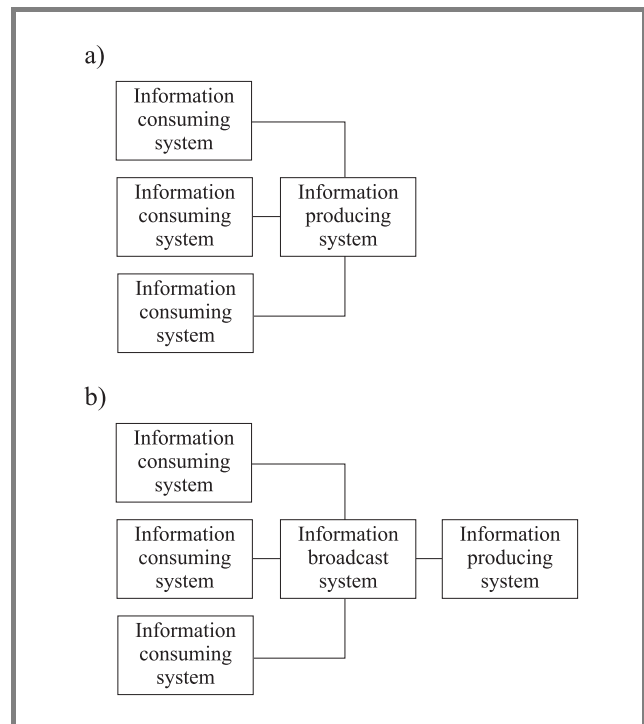 a)
Information
consuming
system
Information
consuming
system
Information
producing
system
Information
consuming
system
b)
Information
consuming
system
Information
consuming
system
Information
broadcast
system
Information
producing
system
Information
consuming
system